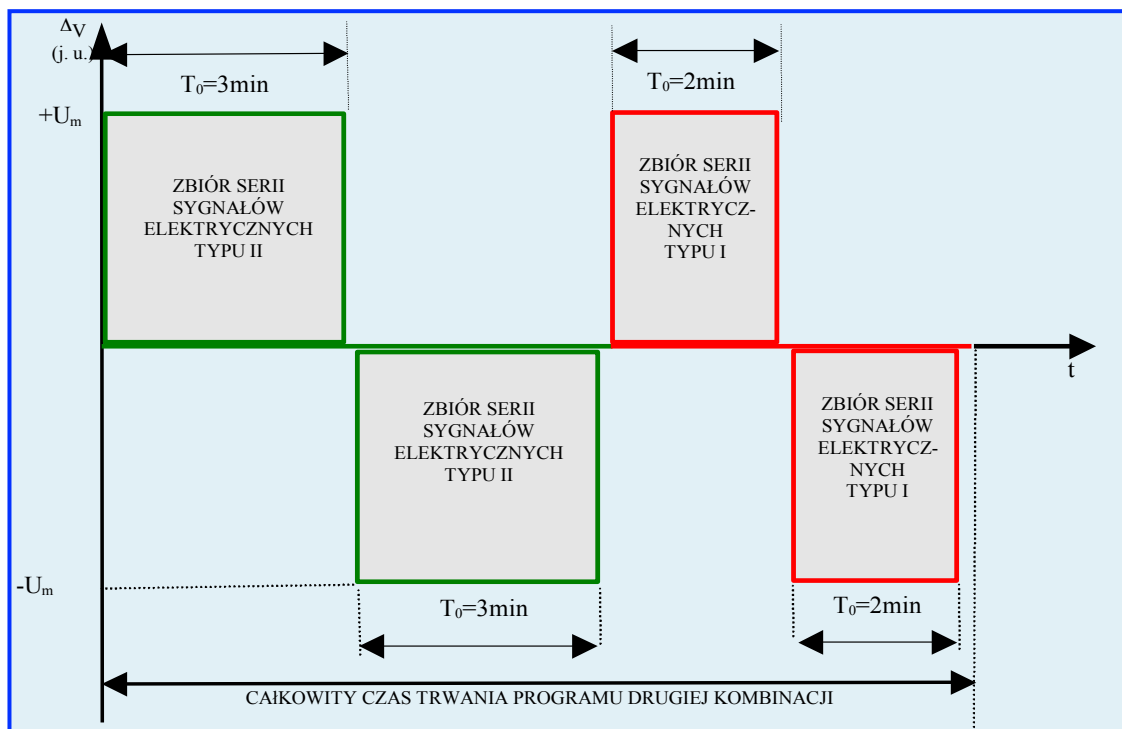 ΔV
(j. u.)
T₀=3min
T₀=2min
+Uₘ
ZBIÓR SERII
SYGNAŁÓW
ELEKTRYCZNYCH
TYPU II
ZBIÓR SERII
SYGNAŁÓW
ELEKTRYCZ-
NYCH
TYPU I
t
ZBIÓR SERII
SYGNAŁÓW
ELEKTRYCZNYCH
TYPU II
ZBIÓR SERII
SYGNAŁÓW
ELEKTRYCZ-
NYCH
TYPU I
-Uₘ
T₀=3min
T₀=2min
CAŁKOWITY CZAS TRWANIA PROGRAMU DRUGIEJ KOMBINACJI